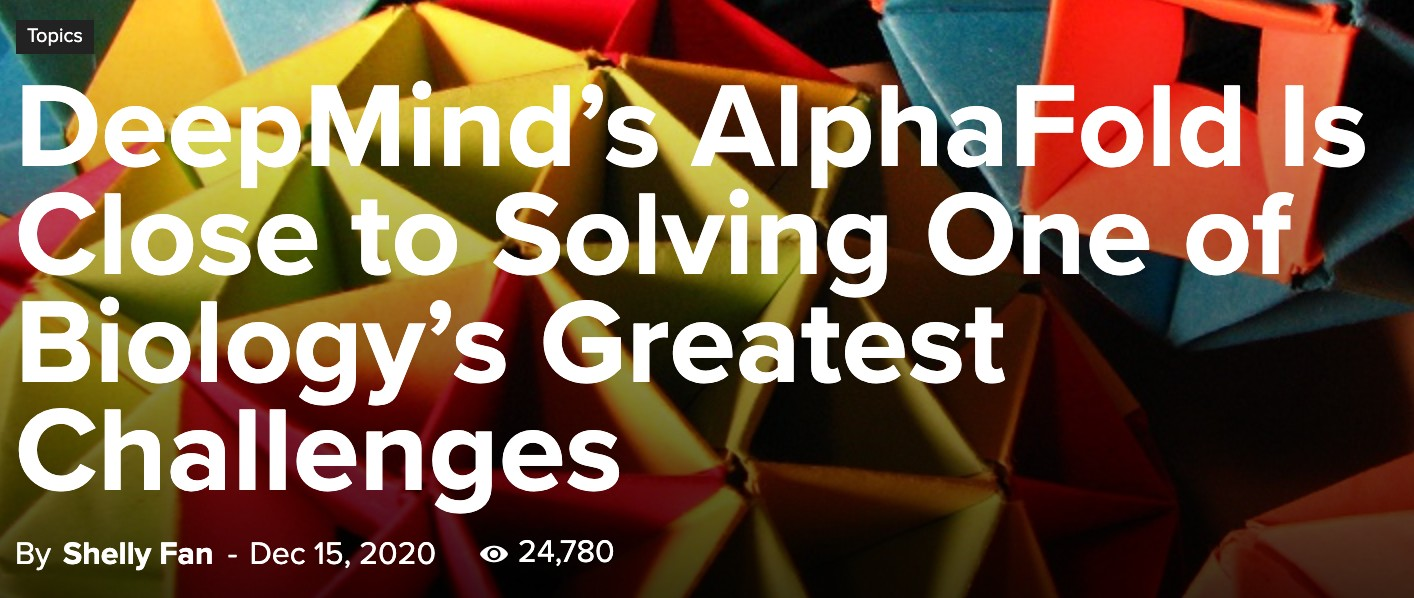 Topics
DeepMind’s AlphaFold Is
Close to Solving One of
Biology’s Greatest
Challenges
By Shelly Fan - Dec 15, 2020 24,780